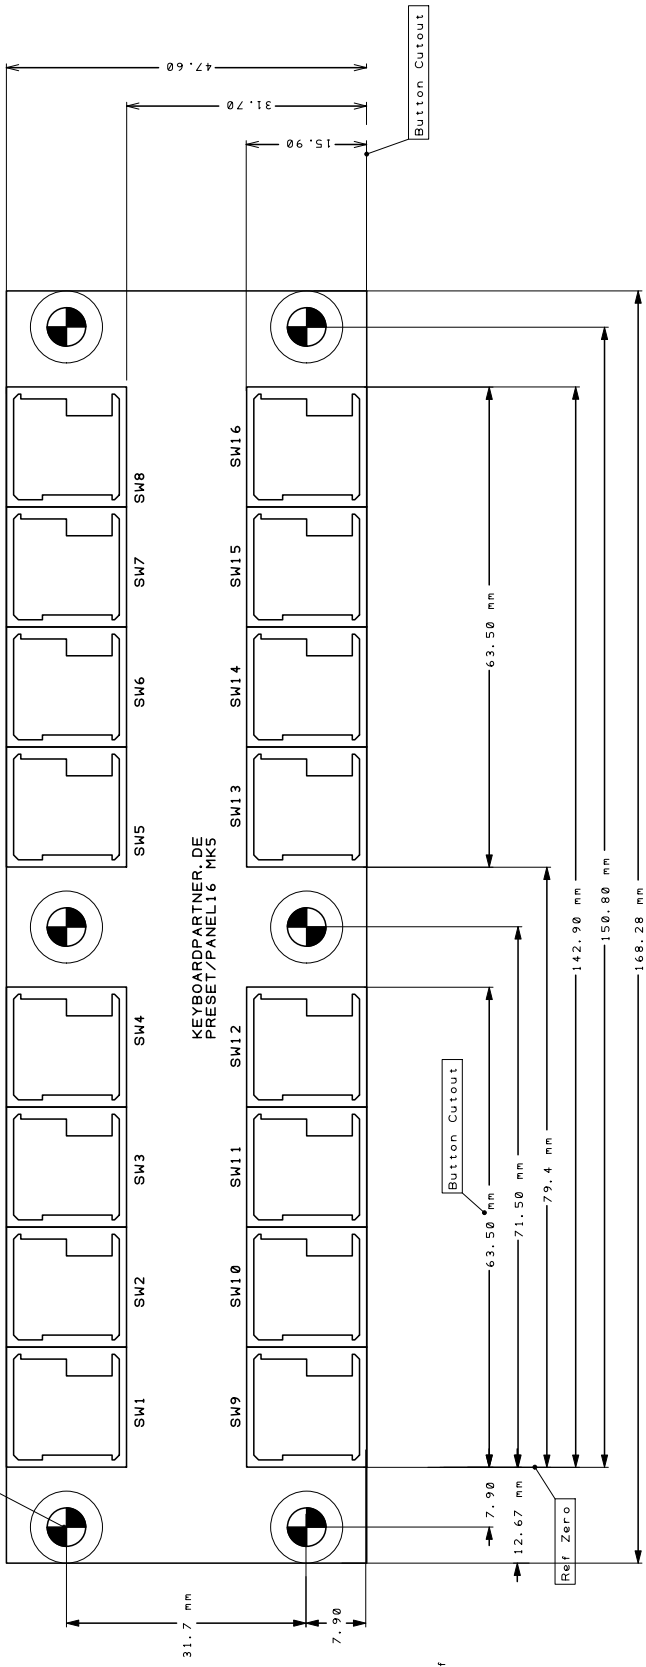 47.60
31.70
15.90
Button Cutout
SW8
SW7
SW6
SW5
SW4
SW3
SW2
SW1
KEYBOARDPARTNER.DE
PRESET/PANEL16 MK5
SW16
SW15
SW14
SW13
SW12
SW11
SW10
SW9
Button Cutout
63.50 mm
63.50 mm
71.50 mm
79.4 mm
142.90 mm
150.80 mm
168.28 mm
7.90
12.67 mm
Ref Zero
31.7 mm
7.90
f